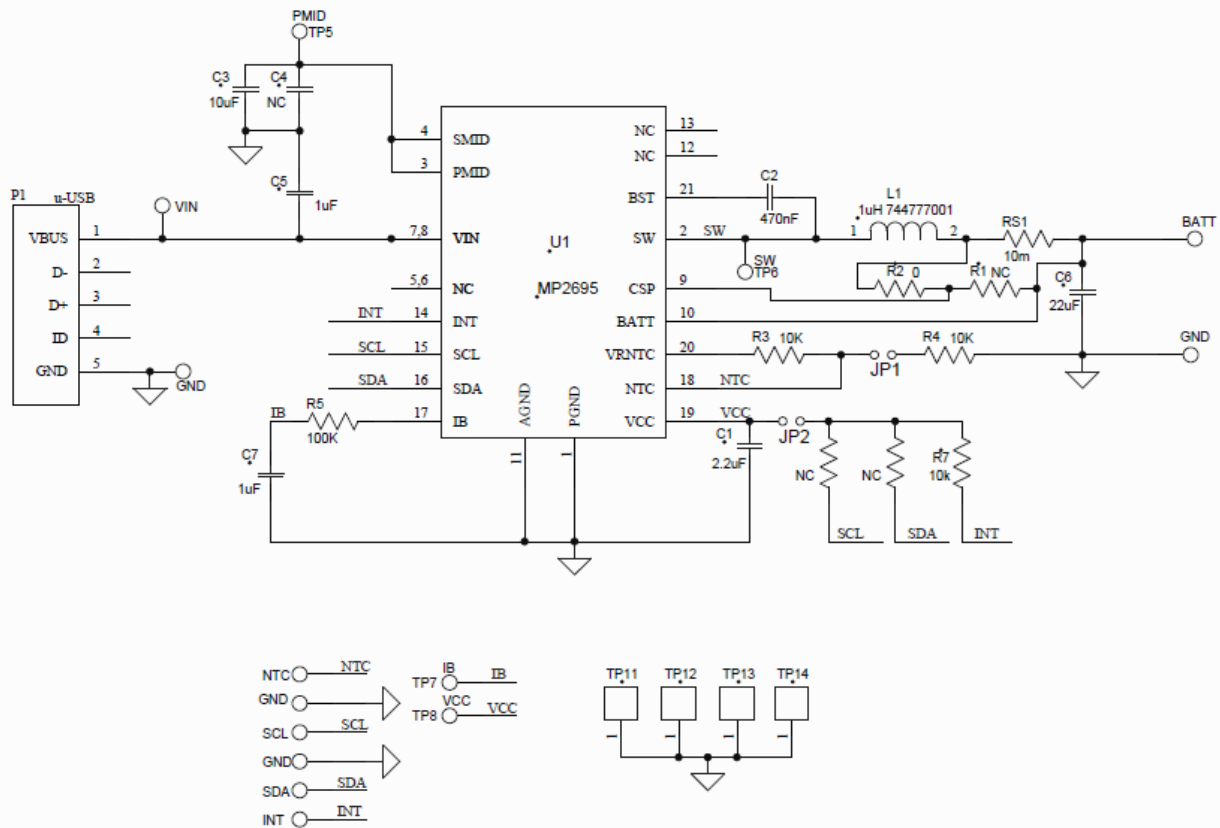 PMID
TP5
C3
10uF
C4
NC
C5
1uF
P1
u-USB
VBUS
1
D-
2
D+
3
ID
4
GND
5
VIN
GND
4
SMID
3
PMID
7,8
VIN
5,6
NC
INT
14
INT
SCL
15
SCL
SDA
16
SDA
IB
R5
100K
17
IB
C7
1uF
U1
MP2695
AGND
11
PGND
1
NC
13
NC
12
BST
21
C2
470nF
SW
2
SW
SW
TP6
L1
1uH 744777001
1
2
RS1
10m
BATT
CSP
9
R2
0
R1
NC
C6
22uF
BATT
10
VRNTC
20
R3
10K
JP1
R4
10K
GND
NTC
18
NTC
VCC
19
VCC
C1
2.2uF
JP2
NC
NC
R7
10k
SCL
SDA
INT
NTC
NTC
GND
SCL
SCL
GND
SDA
SDA
INT
INT
IB
TP7
IB
VCC
TP8
VCC
TP11
TP12
TP13
TP14
1
1
1
1